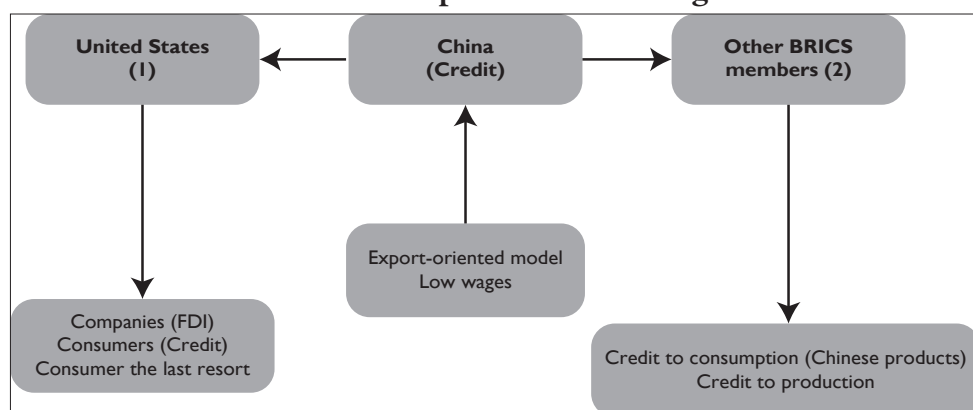 United States
(1)
China
(Credit)
Other BRICS
members (2)
Export-oriented model
Low wages
Companies (FDI)
Consumers (Credit)
Consumer the last resort
Credit to consumption (Chinese products)
Credit to production